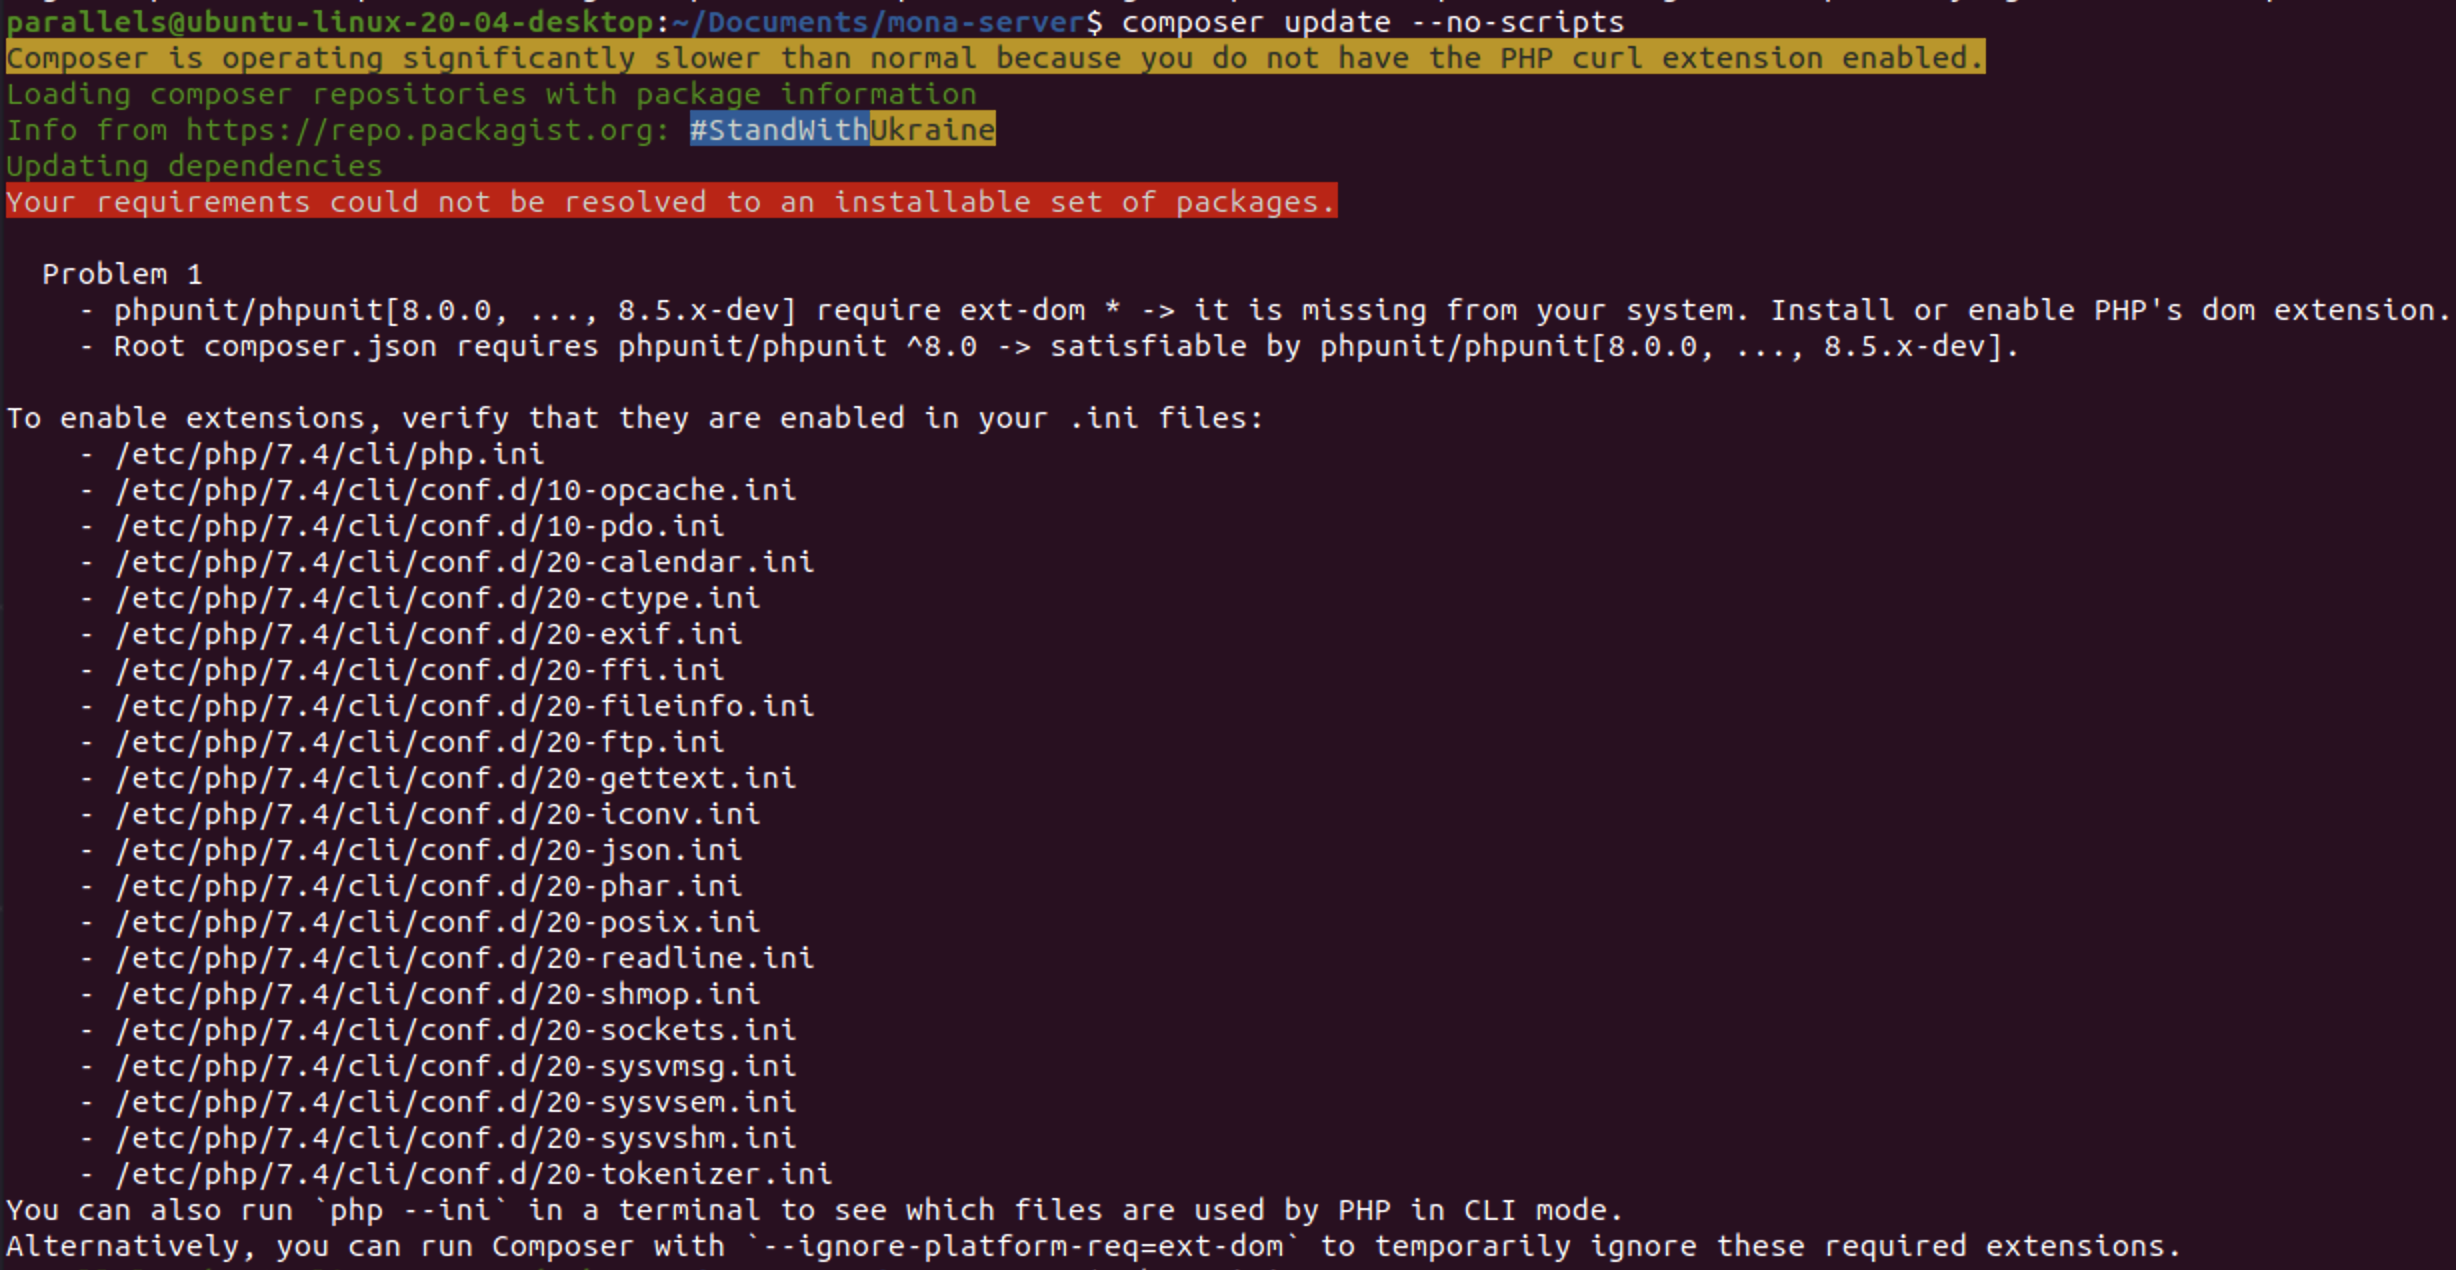 parallels@ubuntu-linux-20-04-desktop:~/Documents/mona-server$ composer update --no-scripts
Composer is operating significantly slower than normal because you do not have the PHP curl extension enabled.
Loading composer repositories with package information
Info from https://repo.packagist.org: #StandWithUkraine
Updating dependencies
Your requirements could not be resolved to an installable set of packages.
Problem 1
- phpunit/phpunit[8.0.0, ..., 8.5.x-dev] require ext-dom * -> it is missing from your system. Install or enable PHP's dom extension.
- Root composer.json requires phpunit/phpunit ^8.0 -> satisfiable by phpunit/phpunit[8.0.0, ..., 8.5.x-dev].
To enable extensions, verify that they are enabled in your .ini files:
- /etc/php/7.4/cli/php.ini
- /etc/php/7.4/cli/conf.d/10-opcache.ini
- /etc/php/7.4/cli/conf.d/10-pdo.ini
- /etc/php/7.4/cli/conf.d/20-calendar.ini
- /etc/php/7.4/cli/conf.d/20-ctype.ini
- /etc/php/7.4/cli/conf.d/20-exif.ini
- /etc/php/7.4/cli/conf.d/20-ffi.ini
- /etc/php/7.4/cli/conf.d/20-fileinfo.ini
- /etc/php/7.4/cli/conf.d/20-ftp.ini
- /etc/php/7.4/cli/conf.d/20-gettext.ini
- /etc/php/7.4/cli/conf.d/20-iconv.ini
- /etc/php/7.4/cli/conf.d/20-json.ini
- /etc/php/7.4/cli/conf.d/20-phar.ini
- /etc/php/7.4/cli/conf.d/20-posix.ini
- /etc/php/7.4/cli/conf.d/20-readline.ini
- /etc/php/7.4/cli/conf.d/20-shmop.ini
- /etc/php/7.4/cli/conf.d/20-sockets.ini
- /etc/php/7.4/cli/conf.d/20-sysvmsg.ini
- /etc/php/7.4/cli/conf.d/20-sysvsem.ini
- /etc/php/7.4/cli/conf.d/20-sysvshm.ini
- /etc/php/7.4/cli/conf.d/20-tokenizer.ini
You can also run `php --ini` in a terminal to see which files are used by PHP in CLI mode.
Alternatively, you can run Composer with `--ignore-platform-req=ext-dom` to temporarily ignore these required extensions.